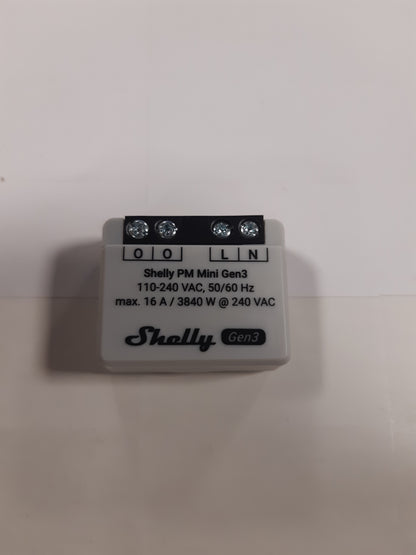 O O L N
Shelly PM Mini Gen3
110-240 VAC, 50/60 Hz
max. 16 A / 3840 W @ 240 VAC
Shelly Gen3